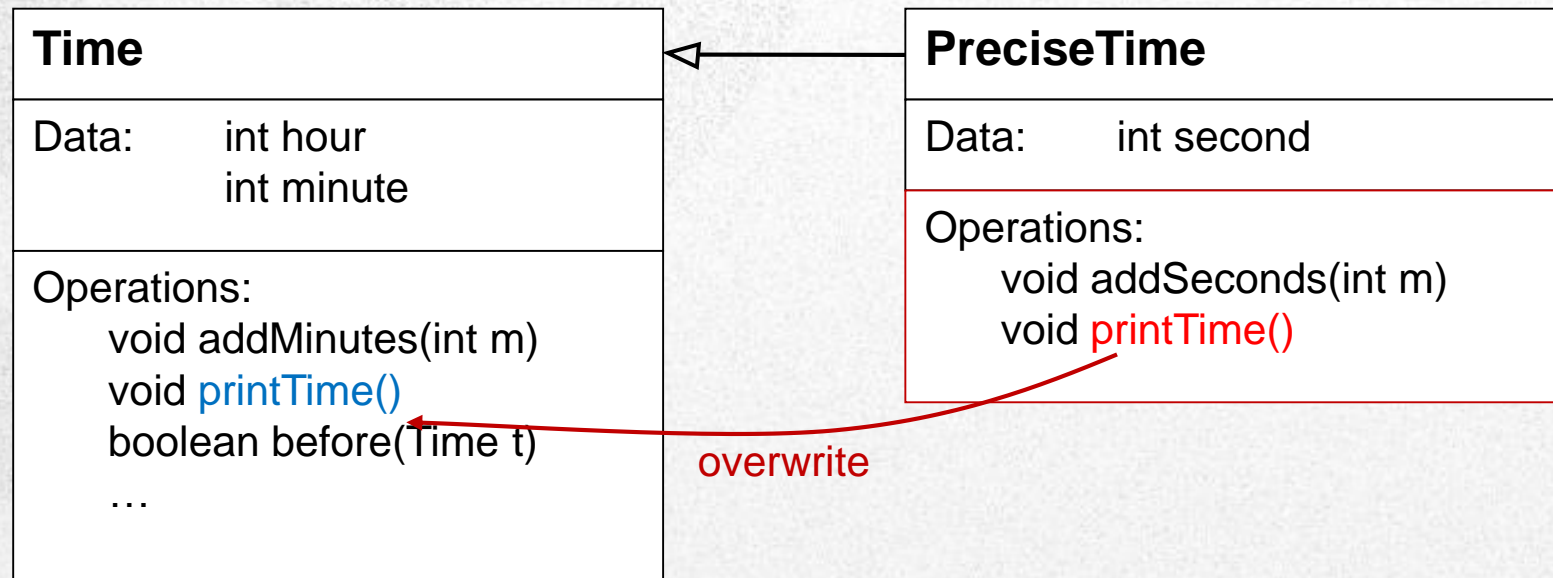 Time
Data: int hour
int minute
Operations:
void addMinutes(int m)
void printTime()
boolean before(Time t)
…
PreciseTime
Data: int second
Operations:
void addSeconds(int m)
void printTime()
overwrite